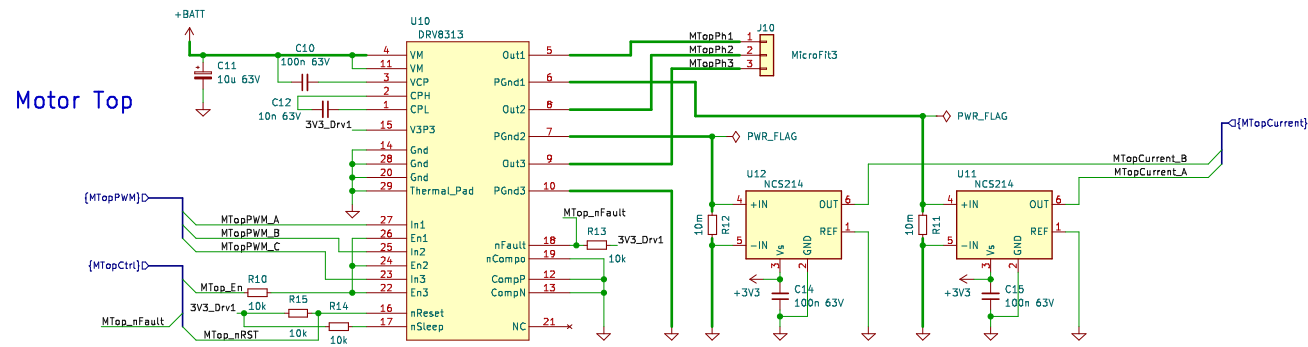 +BATT
U10
DRV8313
C10
100n 63V
C11
10u 63V
C12
10n 63V
3V3_Drv1
Motor Top
4 VM
11 VM
3 VCP
2 CPH
1 CPL
15 V3P3
14 Gnd
28 Gnd
20 Gnd
29 Thermal_Pad
27 In1
26 En1
25 In2
24 En2
23 In3
22 En3
16 nReset
17 nSleep
Out1 5
PGnd1 6
Out2 8
PGnd2 7
Out3 9
PGnd3 10
nFault 18
nCompo 19
CompP 12
CompN 13
NC 21
{MTopPWM}
MTopPWM_A
MTopPWM_B
MTopPWM_C
{MTopCtrl}
MTop_En
R10
10k
3V3_Drv1
R15
10k
R14
10k
MTop_nFault
MTop_nRST
MTop_nFault
R13
10k
3V3_Drv1
J10
MTopPh1 1
MTopPh2 2
MTopPh3 3
MicroFit3
PWR_FLAG
PWR_FLAG
{MTopCurrent}
MTopCurrent_B
MTopCurrent_A
U12
NCS214
4 +IN
5 -IN
OUT 6
REF 1
Vs 3
GND 2
10m
R12
+3V3
C14
100n 63V
U11
NCS214
4 +IN
5 -IN
OUT 6
REF 1
Vs 3
GND 2
10m
R11
+3V3
C15
100n 63V